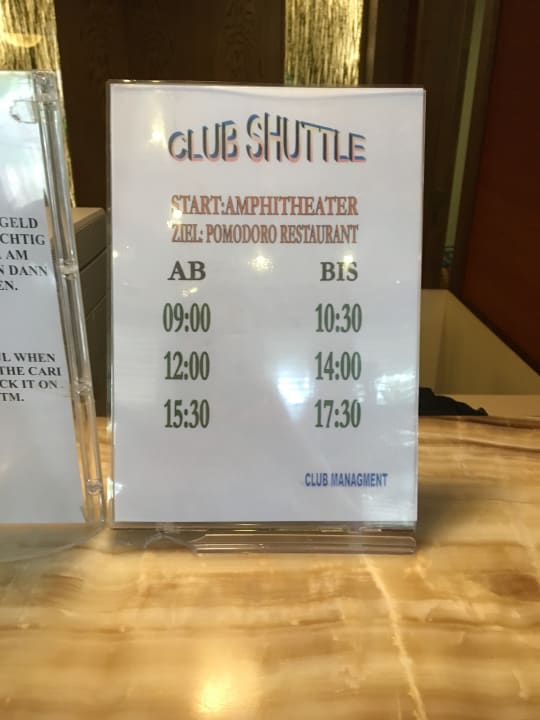 CLUB SHUTTLE
START:AMPHITHEATER
ZIEL: POMODORO RESTAURANT
AB BIS
09:00 10:30
12:00 14:00
15:30 17:30
CLUB MANAGMENT
GELD
CHTIG
AM
N DANN
EN.
UL WHEN
THE CARI
CK IT ON
TM.